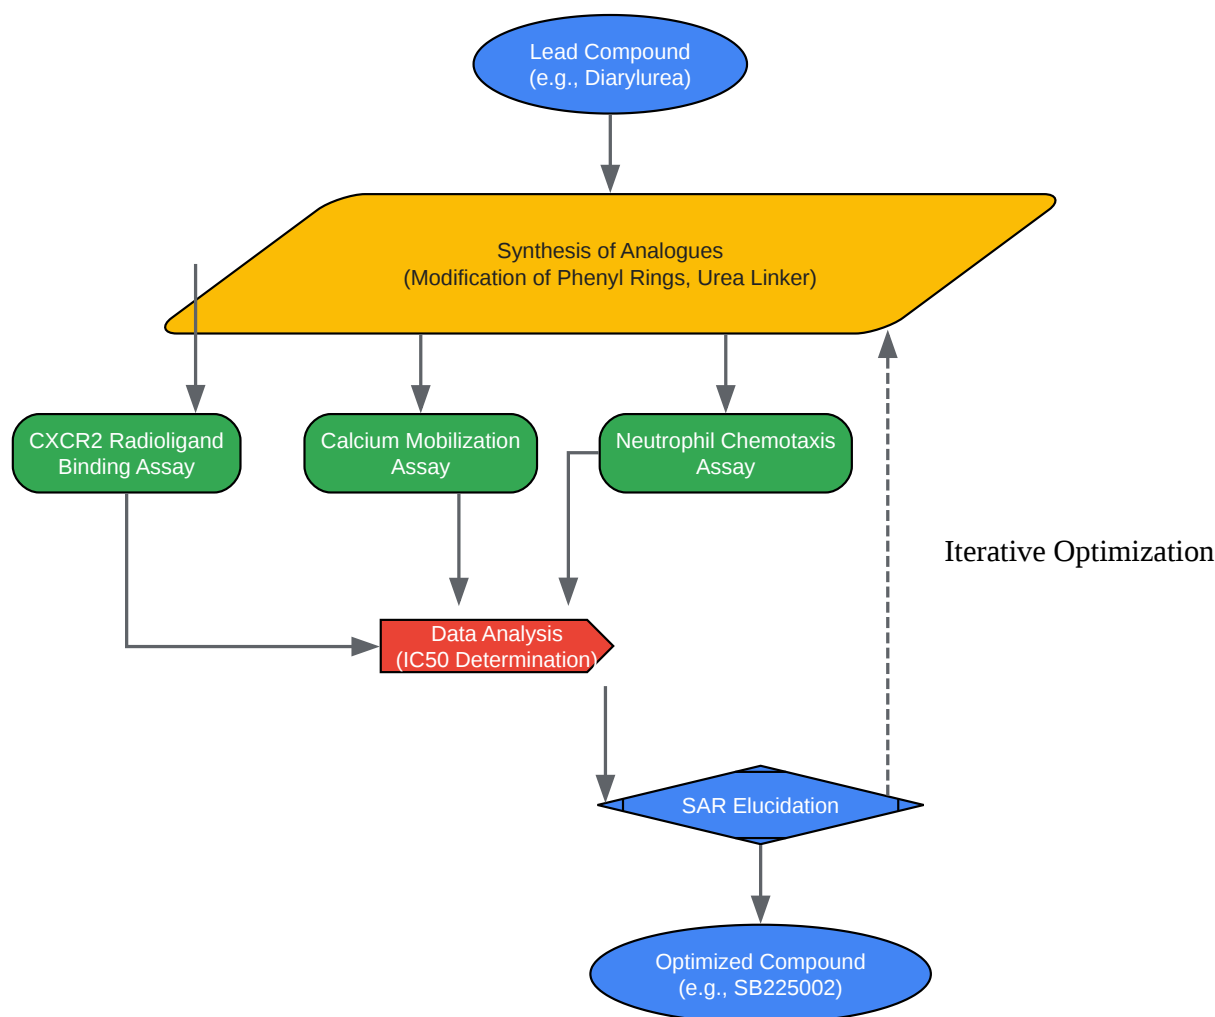 Lead Compound
(e.g., Diarylurea)
Synthesis of Analogues
(Modification of Phenyl Rings, Urea Linker)
CXCR2 Radioligand
Binding Assay
Calcium Mobilization
Assay
Neutrophil Chemotaxis
Assay
Iterative Optimization
Data Analysis
(IC50 Determination)
SAR Elucidation
Optimized Compound
(e.g., SB225002)